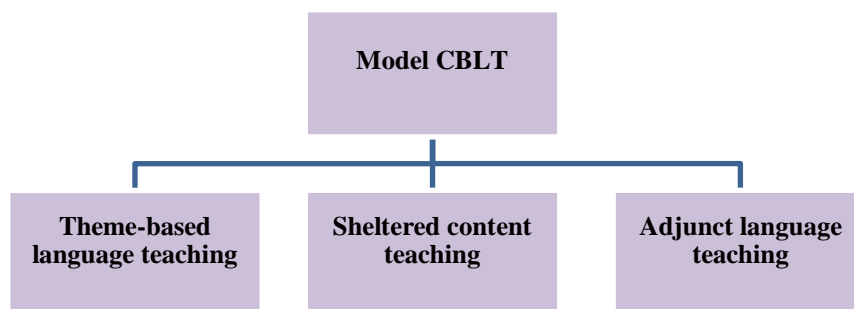 Model CBLT
Theme-based
language teaching
Sheltered content
teaching
Adjunct language
teaching